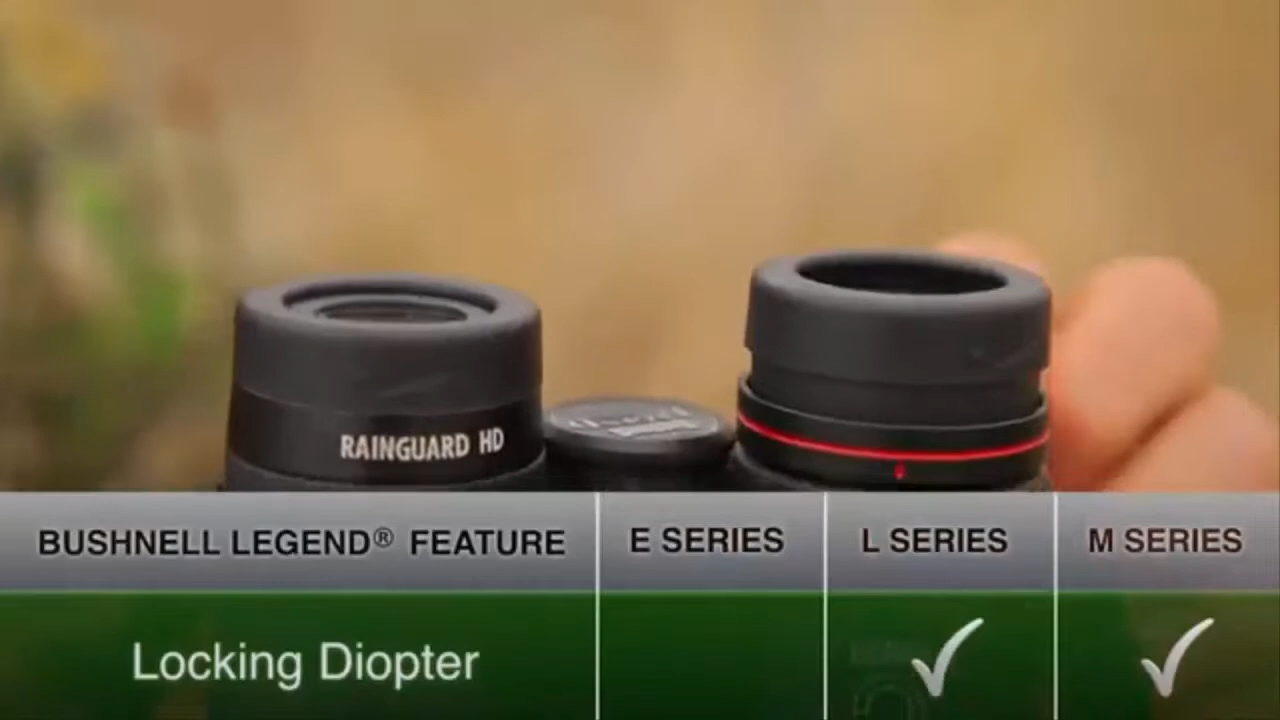 RAINGUARD HD
BUSHNELL LEGEND® FEATURE E SERIES L SERIES M SERIES
Locking Diopter ✓ ✓